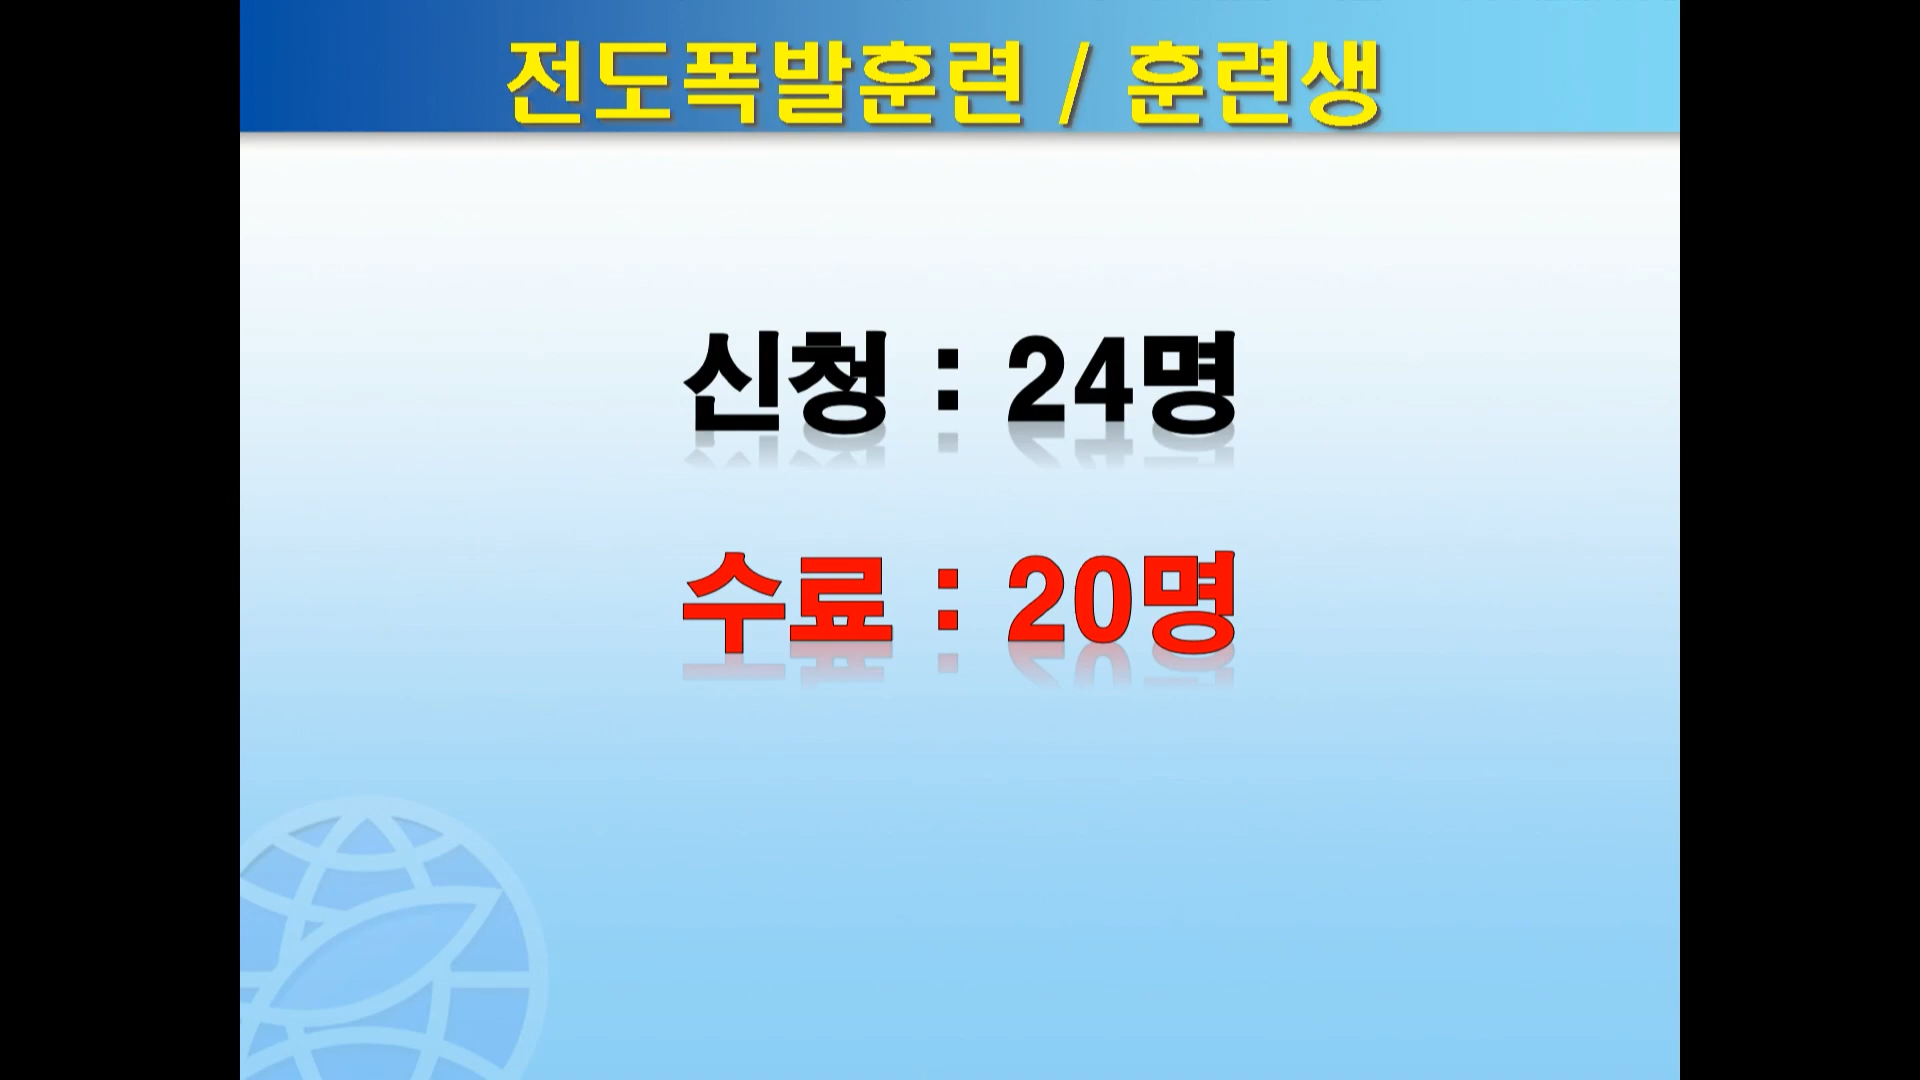 전도폭발훈련 / 훈련생
신청 : 24명
수료 : 20명